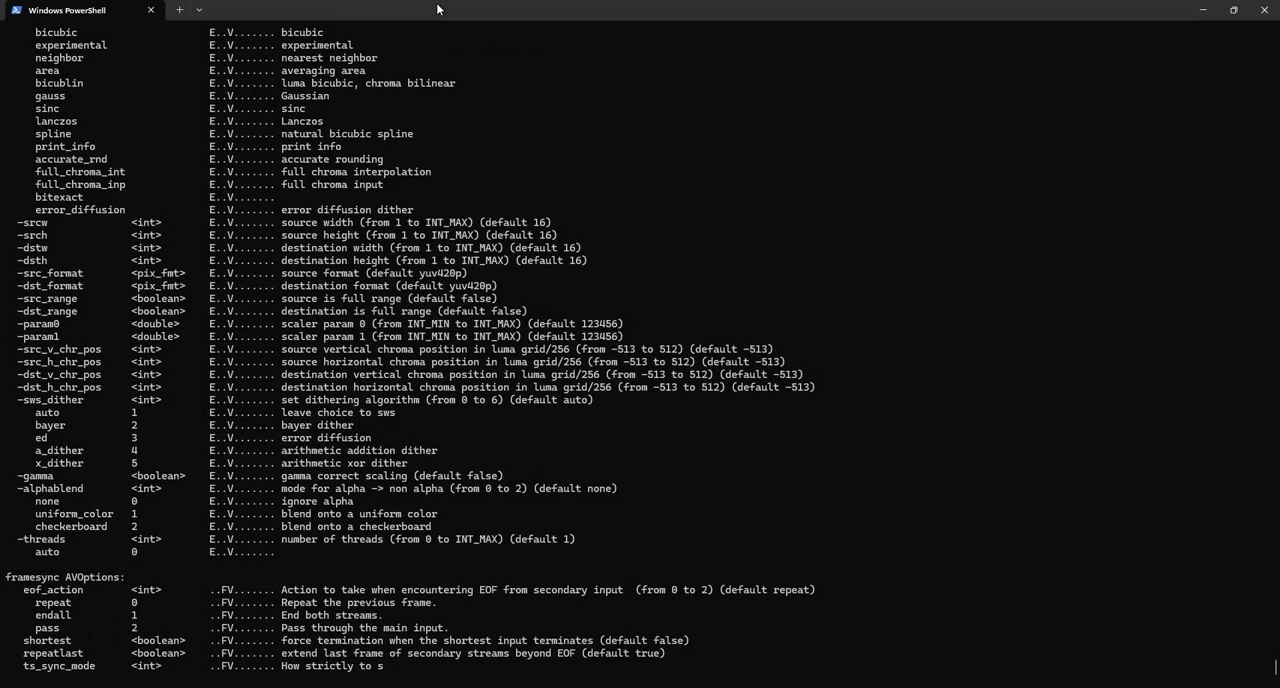 Windows PowerShell
bicubic E..V....... bicubic
experimental E..V....... experimental
neighbor E..V....... nearest neighbor
area E..V....... averaging area
bicublin E..V....... luma bicubic, chroma bilinear
gauss E..V....... Gaussian
sinc E..V....... sinc
lanczos E..V....... Lanczos
spline E..V....... natural bicubic spline
print_info E..V....... print info
accurate_rnd E..V....... accurate rounding
full_chroma_int E..V....... full chroma interpolation
full_chroma_inp E..V....... full chroma input
bitexact E..V.......
error_diffusion E..V....... error diffusion dither
-srcw <int> E..V....... source width (from 1 to INT_MAX) (default 16)
-srch <int> E..V....... source height (from 1 to INT_MAX) (default 16)
-dstw <int> E..V....... destination width (from 1 to INT_MAX) (default 16)
-dsth <int> E..V....... destination height (from 1 to INT_MAX) (default 16)
-src_format <pix_fmt> E..V....... source format (default yuv420p)
-dst_format <pix_fmt> E..V....... destination format (default yuv420p)
-src_range <boolean> E..V....... source is full range (default false)
-dst_range <boolean> E..V....... destination is full range (default false)
-param0 <double> E..V....... scaler param 0 (from INT_MIN to INT_MAX) (default 123456)
-param1 <double> E..V....... scaler param 1 (from INT_MIN to INT_MAX) (default 123456)
-src_v_chr_pos <int> E..V....... source vertical chroma position in luma grid/256 (from -513 to 512) (default -513)
-src_h_chr_pos <int> E..V....... source horizontal chroma position in luma grid/256 (from -513 to 512) (default -513)
-dst_v_chr_pos <int> E..V....... destination vertical chroma position in luma grid/256 (from -513 to 512) (default -513)
-dst_h_chr_pos <int> E..V....... destination horizontal chroma position in luma grid/256 (from -513 to 512) (default -513)
-sws_dither <int> E..V....... set dithering algorithm (from 0 to 6) (default auto)
auto 1 E..V....... leave choice to sws
bayer 2 E..V....... bayer dither
ed 3 E..V....... error diffusion
a_dither 4 E..V....... arithmetic addition dither
x_dither 5 E..V....... arithmetic xor dither
-gamma <boolean> E..V....... gamma correct scaling (default false)
-alphablend <int> E..V....... mode for alpha -> non alpha (from 0 to 2) (default none)
none 0 E..V....... ignore alpha
uniform_color 1 E..V....... blend onto a uniform color
checkerboard 2 E..V....... blend onto a checkerboard
-threads <int> E..V....... number of threads (from 0 to INT_MAX) (default 1)
auto 0 E..V.......
framesync AVOptions:
eof_action <int> ..FV....... Action to take when encountering EOF from secondary input (from 0 to 2) (default repeat)
repeat 0 ..FV....... Repeat the previous frame.
endall 1 ..FV....... End both streams.
pass 2 ..FV....... Pass through the main input.
shortest <boolean> ..FV....... force termination when the shortest input terminates (default false)
repeatlast <boolean> ..FV....... extend last frame of secondary streams beyond EOF (default true)
ts_sync_mode <int> ..FV....... How strictly to s